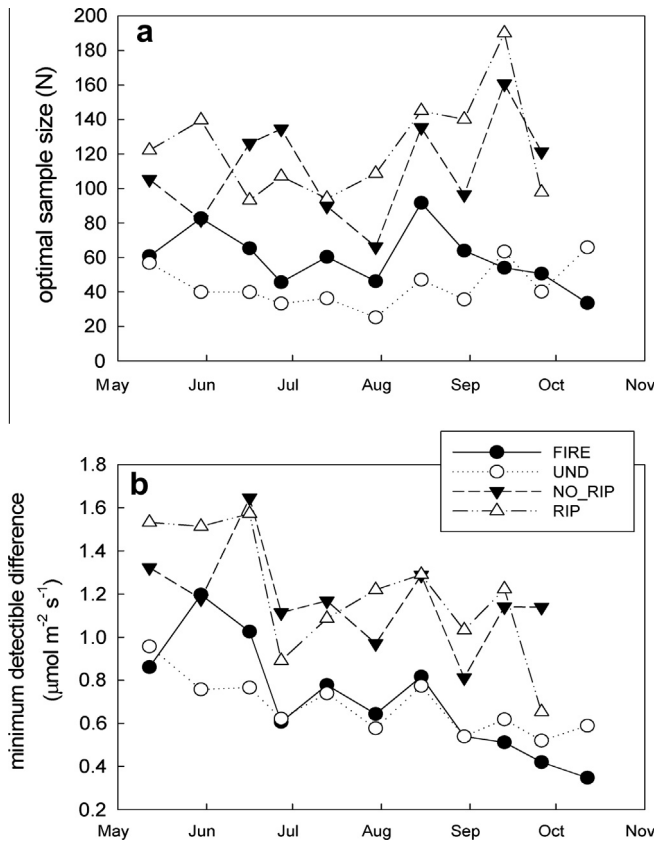 a
optimal sample size (N)
200
180
160
140
120
100
80
60
40
20
0
May Jun Jul Aug Sep Oct Nov
FIRE
UND
NO_RIP
RIP
b
minimum detectible difference
(μmol m⁻² s⁻¹)
1.8
1.6
1.4
1.2
1.0
0.8
0.6
0.4
0.2
May Jun Jul Aug Sep Oct Nov